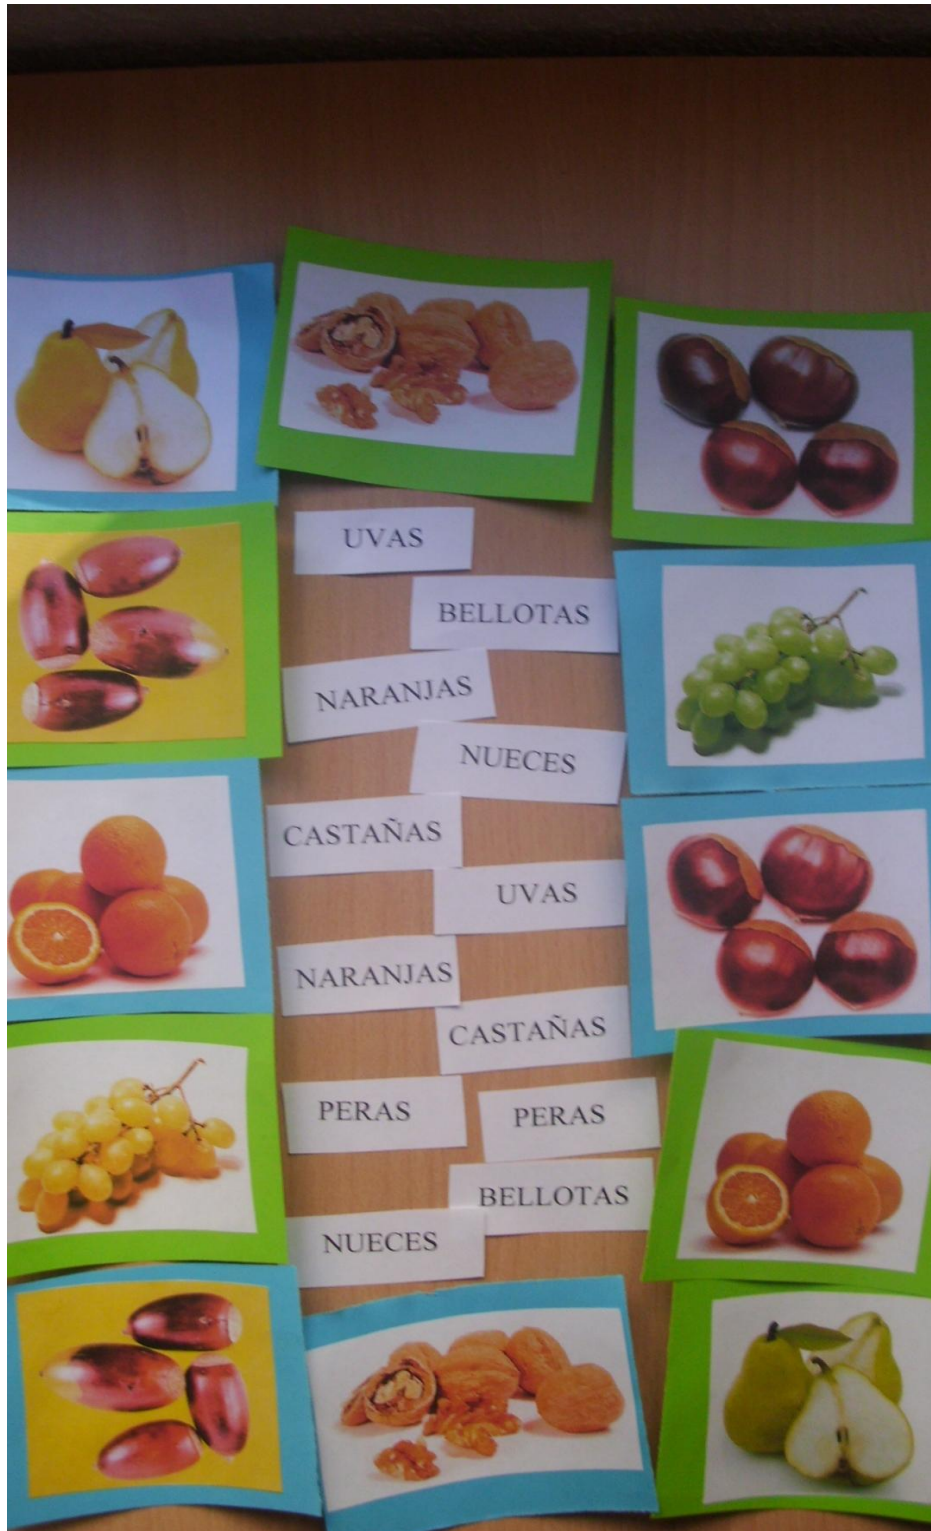 UVAS
BELLOTAS
NARANJAS
NUECES
CASTAÑAS
UVAS
NARANJAS
CASTAÑAS
PERAS
PERAS
BELLOTAS
NUECES